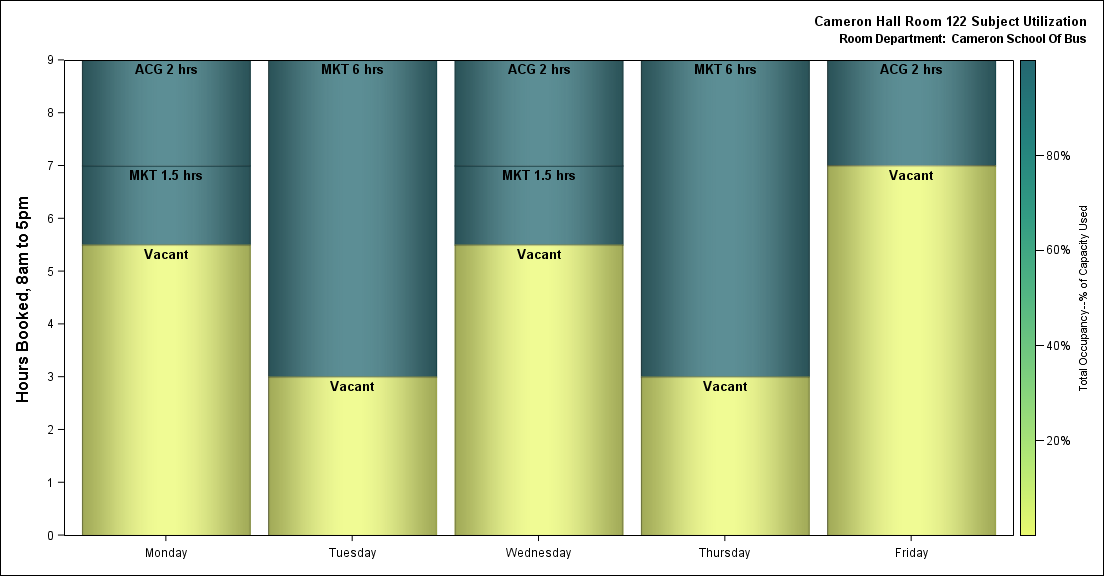 Cameron Hall Room 122 Subject Utilization
Room Department: Cameron School Of Bus
Hours Booked, 8am to 5pm
9
8
7
6
5
4
3
2
1
0
ACG 2 hrs
MKT 1.5 hrs
Vacant
MKT 6 hrs
Vacant
ACG 2 hrs
MKT 1.5 hrs
Vacant
MKT 6 hrs
Vacant
ACG 2 hrs
Vacant
Monday
Tuesday
Wednesday
Thursday
Friday
80%
60%
40%
20%
Total Occupancy--% of Capacity Used